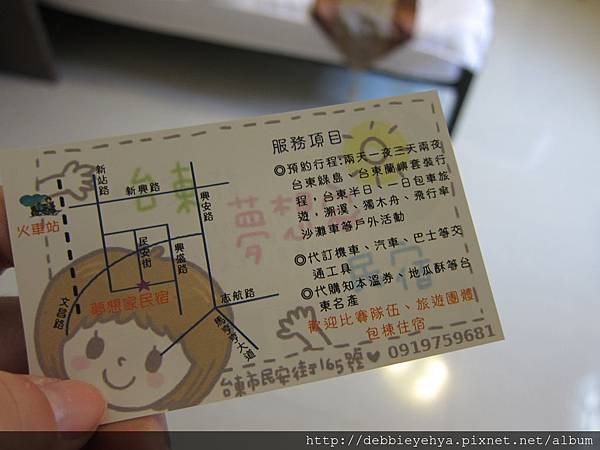 服務項目
◎預約行程:兩天一夜三天兩夜
台東綠島、台東蘭嶼套裝行
程，台東半日、一日包車旅
遊，溯溪、獨木舟、飛行傘
沙灘車等戶外活動
◎代訂機車、汽車、巴士等交
通工具
◎代購知本溫券、地瓜酥等台
東名產
歡迎比賽隊伍、旅遊團體
包棟住宿
台東市民安街165號♥ 0919759681
台東
夢想家
民宿
新站路
新興路
興安路
火車站
民安街
興盛路
夢想家民宿
文昌路
志航路
馬亨亨大道
http://debbieyehya.pixnet.net/album